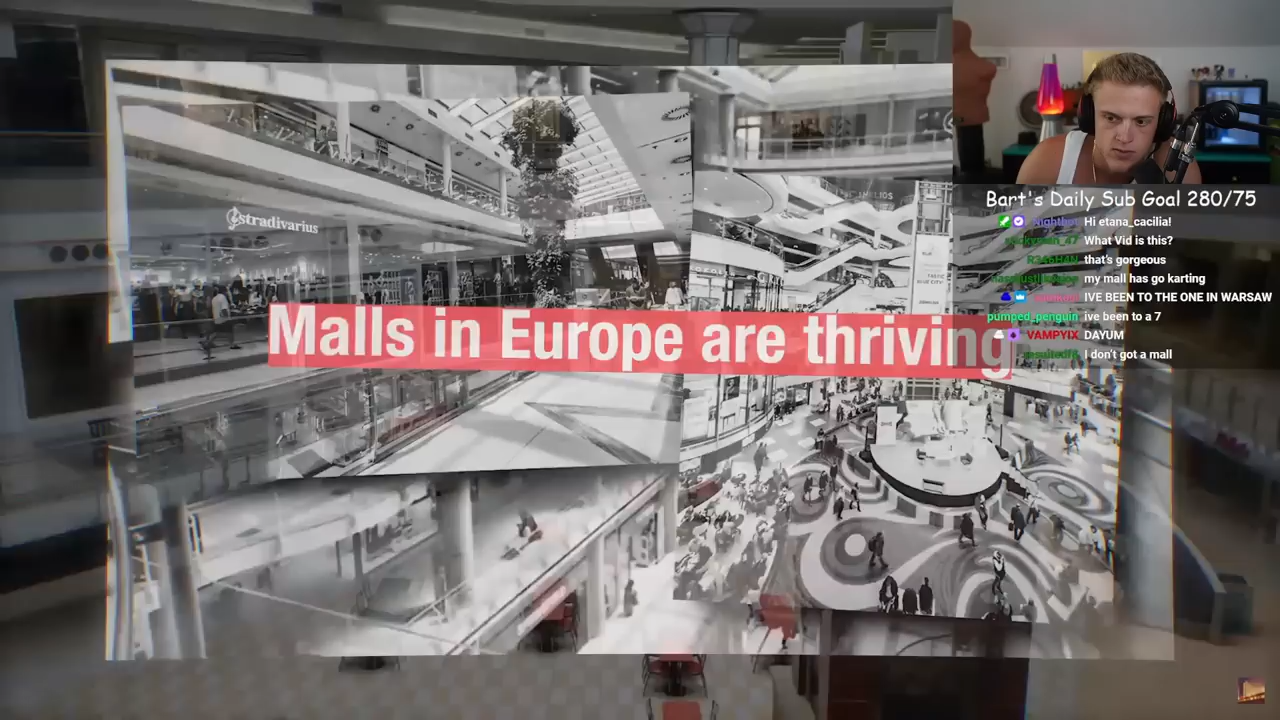 Bart's Daily Sub Goal 280/75
Nightbot Hi etana_cacilia!
What Vid is this?
that's gorgeous
my mall has go karting
IVE BEEN TO THE ONE IN WARSAW
pumped_penguin ive been to a 7
VAMPYIX DAYUM
I don't got a mall
stradivarius
HELIOS
Malls in Europe are thriving